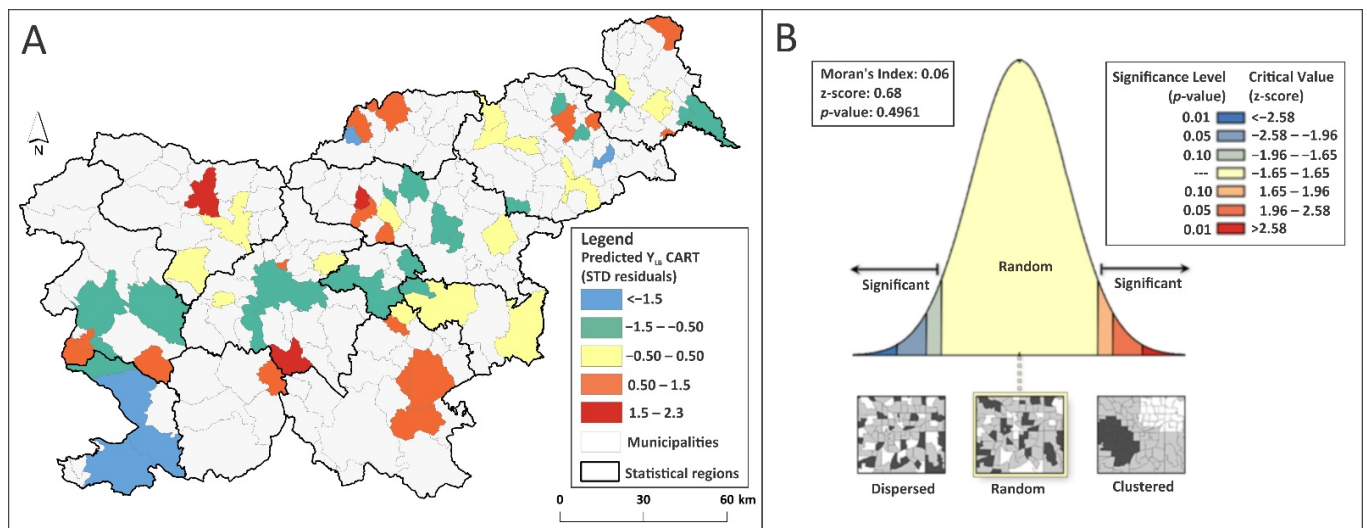 A
N
Legend
Predicted Y_LB CART
(STD residuals)
<−1.5
−1.5 – −0.50
−0.50 – 0.50
0.50 – 1.5
1.5 – 2.3
Municipalities
Statistical regions
0 30 60 km
B
Moran's Index: 0.06
z-score: 0.68
p-value: 0.4961
Significance Level Critical Value
(p-value) (z-score)
0.01 <−2.58
0.05 −2.58 – −1.96
0.10 −1.96 – −1.65
--- −1.65 – 1.65
0.10 1.65 – 1.96
0.05 1.96 – 2.58
0.01 >2.58
Random
Significant Significant
Dispersed Random Clustered